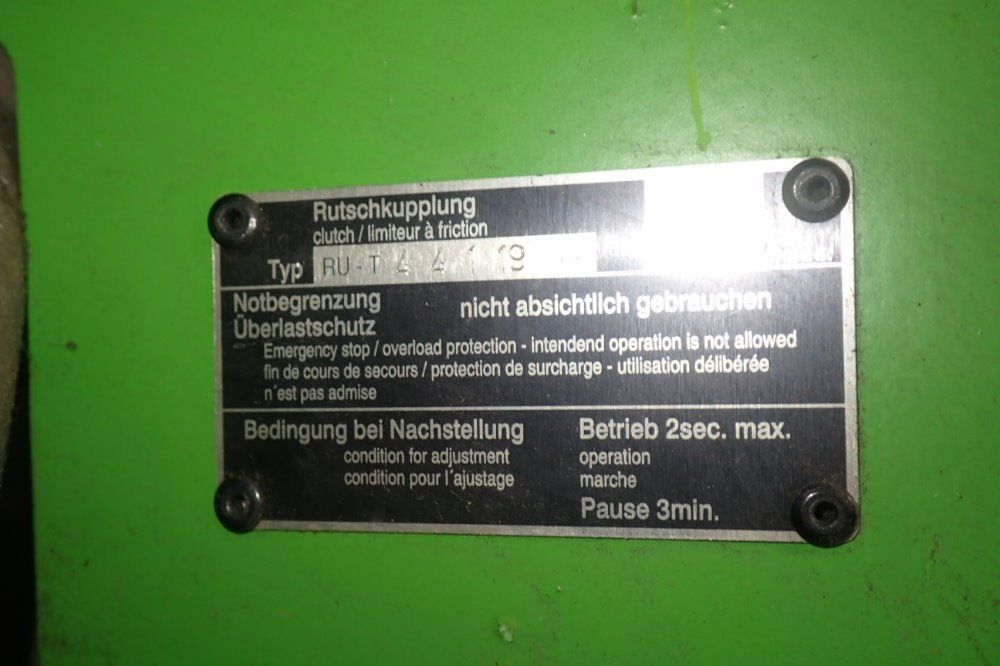 Rutschkupplung
clutch / limiteur à friction
Typ RU-T 4 4 1 19
Notbegrenzung nicht absichtlich gebrauchen
Überlastschutz
Emergency stop / overload protection - intendend operation is not allowed
fin de cours de secours / protection de surcharge - utilisation délibérée
n´est pas admise
Bedingung bei Nachstellung Betrieb 2sec. max.
condition for adjustment operation
condition pour l´ajustage marche
Pause 3min.